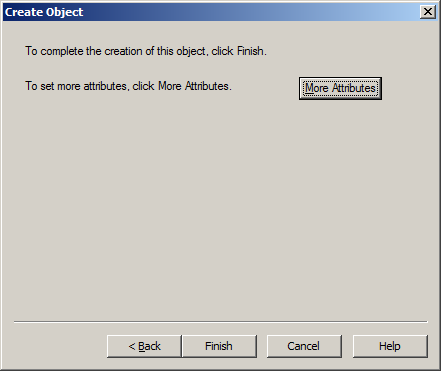 Create Object
To complete the creation of this object, click Finish.
To set more attributes, click More Attributes.
More Attributes
< Back
Finish
Cancel
Help